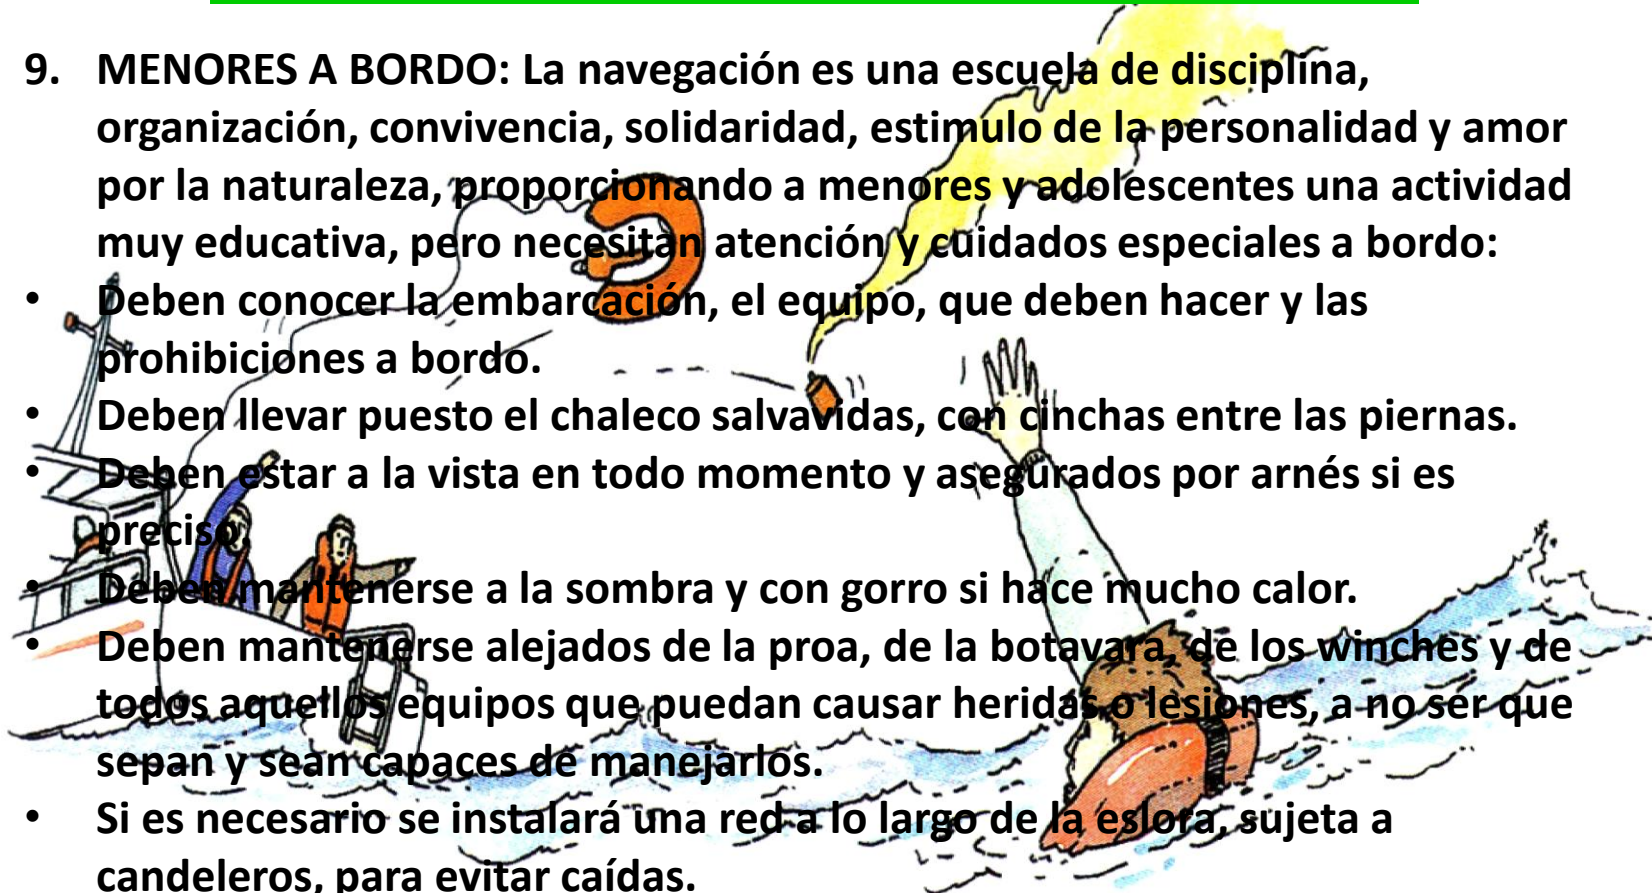 9. MENORES A BORDO: La navegación es una escuela de disciplina,
organización, convivencia, solidaridad, estimulo de la personalidad y amor
por la naturaleza, proporcionando a menores y adolescentes una actividad
muy educativa, pero necesitan atención y cuidados especiales a bordo:
• Deben conocer la embarcación, el equipo, que deben hacer y las
prohibiciones a bordo.
• Deben llevar puesto el chaleco salvavidas, con cinchas entre las piernas.
• Deben estar a la vista en todo momento y asegurados por arnés si es
preciso.
• Deben mantenerse a la sombra y con gorro si hace mucho calor.
• Deben mantenerse alejados de la proa, de la botavara, de los winches y de
todos aquellos equipos que puedan causar heridas o lesiones, a no ser que
sepan y sean capaces de manejarlos.
• Si es necesario se instalará una red a lo largo de la eslora, sujeta a
candeleros, para evitar caídas.